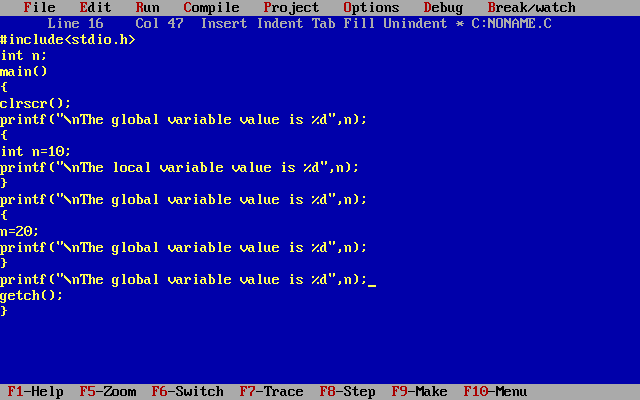 File Edit Run Compile Project Options Debug Break/watch
Line 16 Col 47 Insert Indent Tab Fill Unindent * C:NONAME.C
#include<stdio.h>
int n;
main()
{
clrscr();
printf("\nThe global variable value is %d",n);
{
int n=10;
printf("\nThe local variable value is %d",n);
}
printf("\nThe global variable value is %d",n);
{
n=20;
printf("\nThe global variable value is %d",n);
}
printf("\nThe global variable value is %d",n);_
getch();
}
F1-Help F5-Zoom F6-Switch F7-Trace F8-Step F9-Make F10-Menu